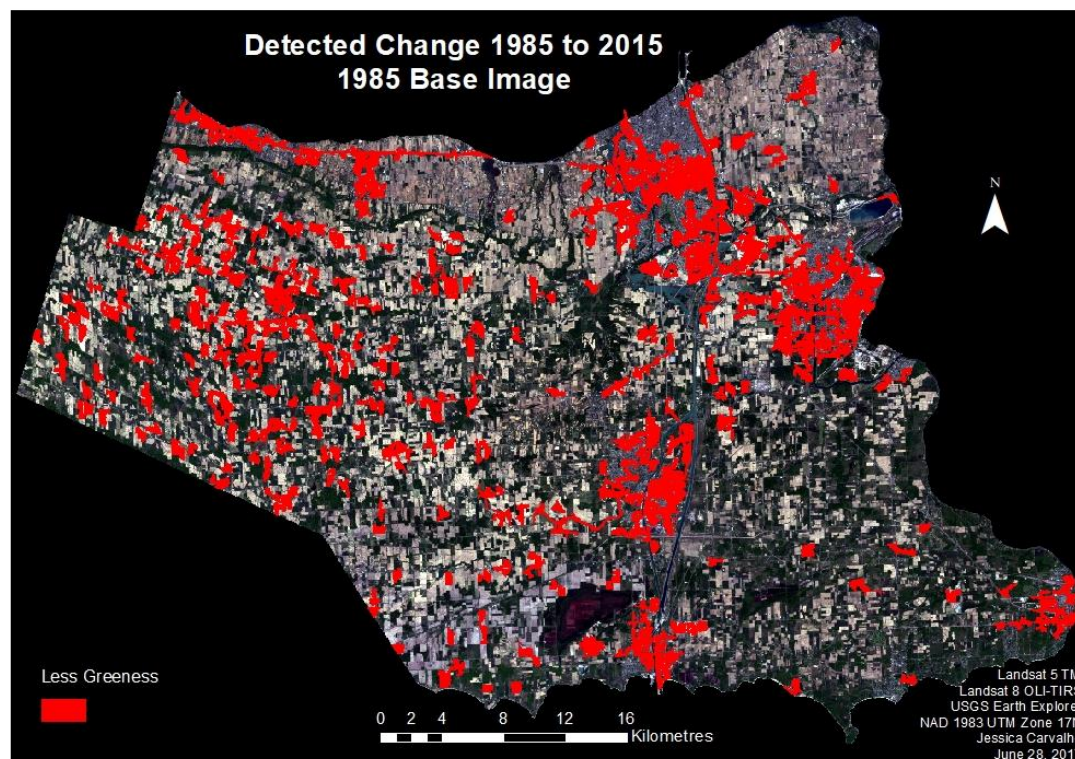 Detected Change 1985 to 2015
1985 Base Image
N
Less Greeness
0 2 4 8 12 16
Kilometres
Landsat 5 TM
Landsat 8 OLI-TIRS
USGS Earth Explore
NAD 1983 UTM Zone 17N
Jessica Carvalh
June 28, 201